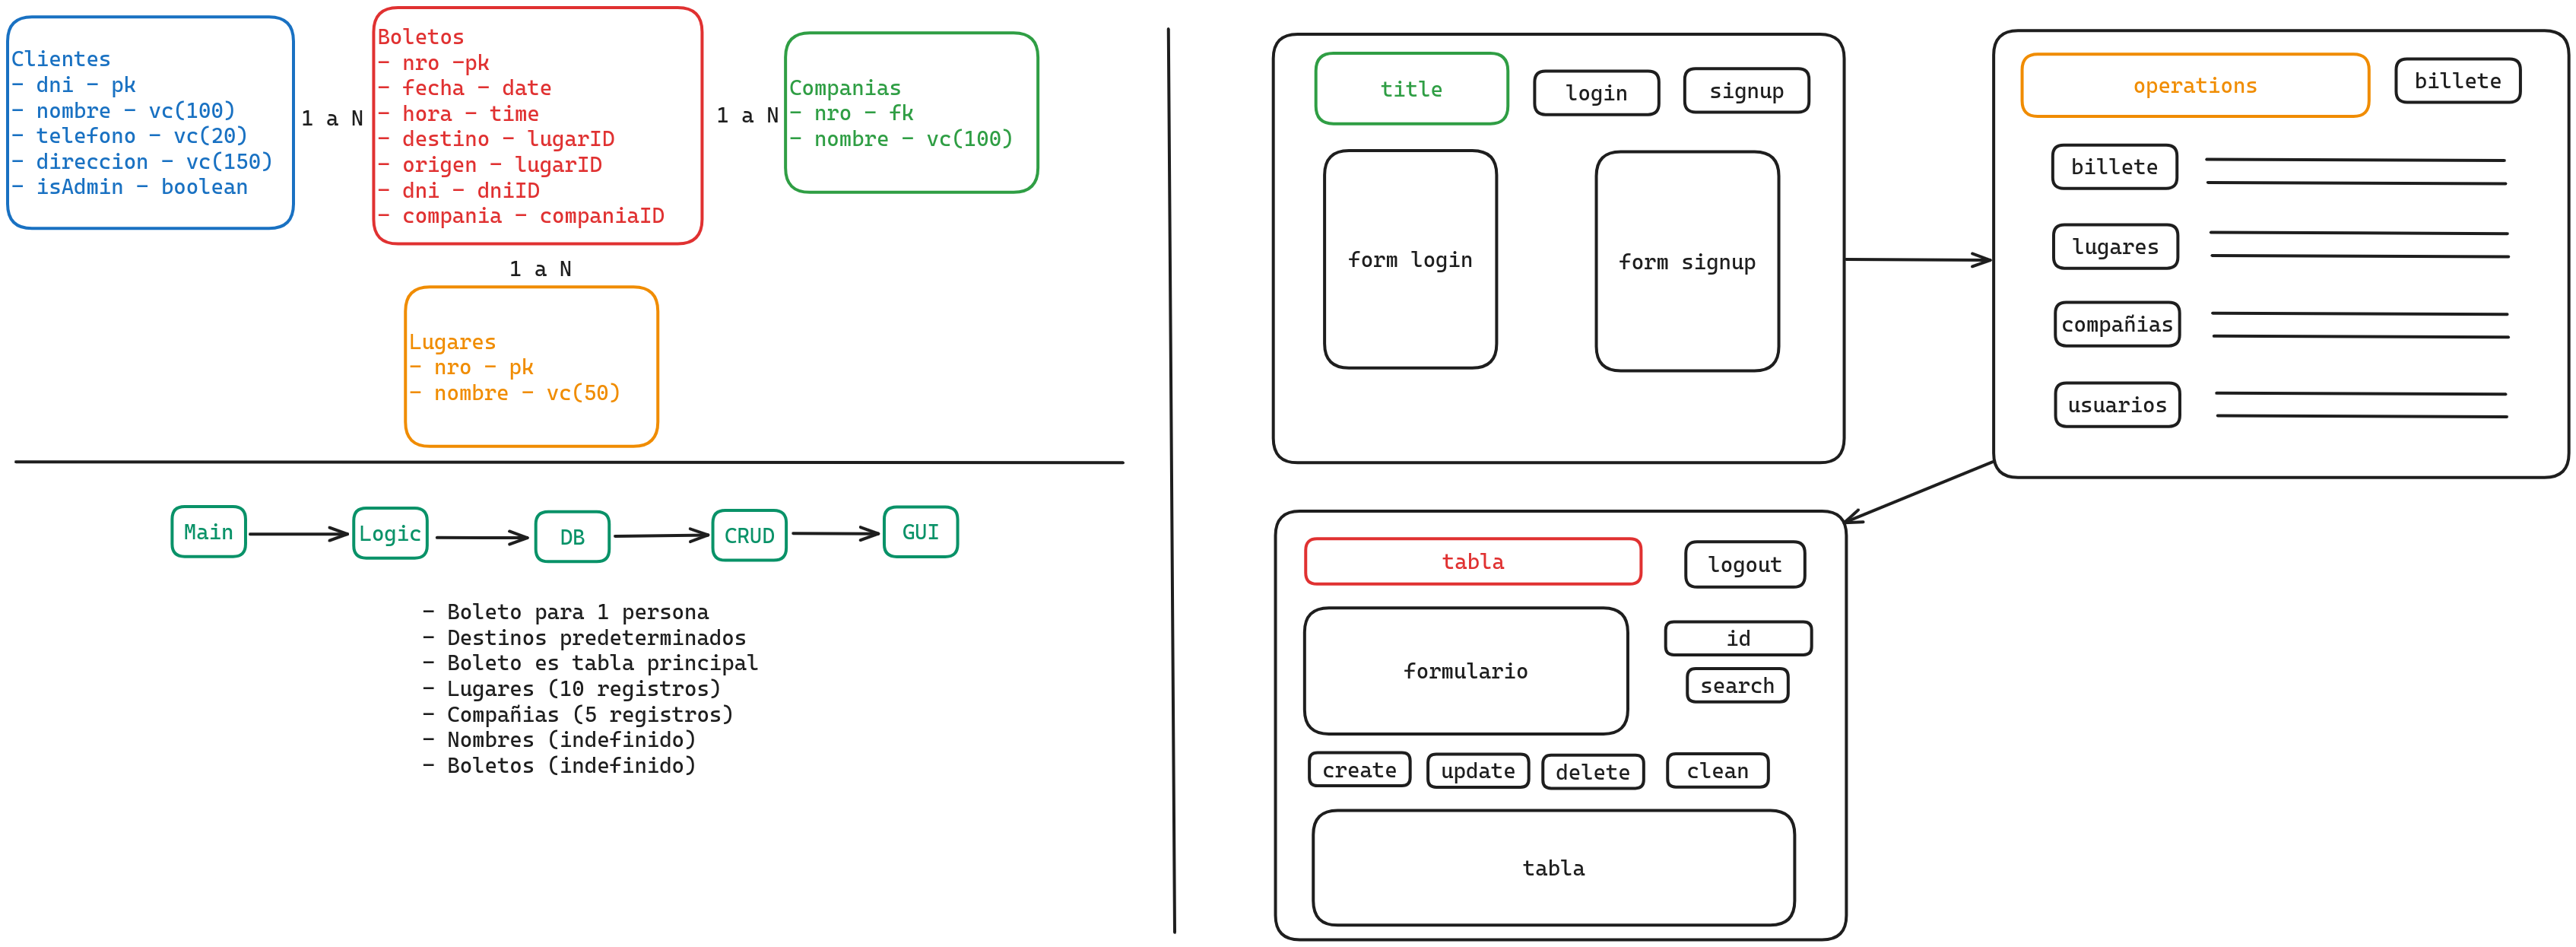 Clientes
- dni - pk
- nombre - vc(100)
- telefono - vc(20)
- direccion - vc(150)
- isAdmin - boolean
1 a N
Boletos
- nro -pk
- fecha - date
- hora - time
- destino - lugarID
- origen - lugarID
- dni - dniID
- compania - companiaID
1 a N
Companias
- nro - fk
- nombre - vc(100)
1 a N
Lugares
- nro - pk
- nombre - vc(50)
Main
Logic
DB
CRUD
GUI
- Boleto para 1 persona
- Destinos predeterminados
- Boleto es tabla principal
- Lugares (10 registros)
- Compañias (5 registros)
- Nombres (indefinido)
- Boletos (indefinido)
title
login
signup
form login
form signup
operations
billete
billete
lugares
compañias
usuarios
tabla
logout
formulario
id
search
create
update
delete
clean
tabla